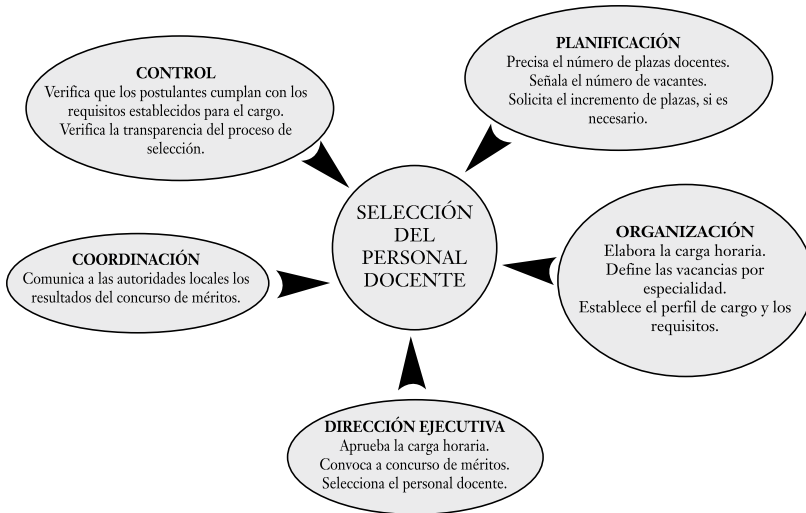 PLANIFICACIÓN
Precisa el número de plazas docentes.
Señala el número de vacantes.
Solicita el incremento de plazas, si es
necesario.
CONTROL
Verifica que los postulantes cumplan con los
requisitos establecidos para el cargo.
Verifica la transparencia del proceso de
selección.
SELECCIÓN
DEL
PERSONAL
DOCENTE
ORGANIZACIÓN
Elabora la carga horaria.
Define las vacancias por
especialidad.
Establece el perfil de cargo y los
requisitos.
COORDINACIÓN
Comunica a las autoridades locales los
resultados del concurso de méritos.
DIRECCIÓN EJECUTIVA
Aprueba la carga horaria.
Convoca a concurso de méritos.
Selecciona el personal docente.